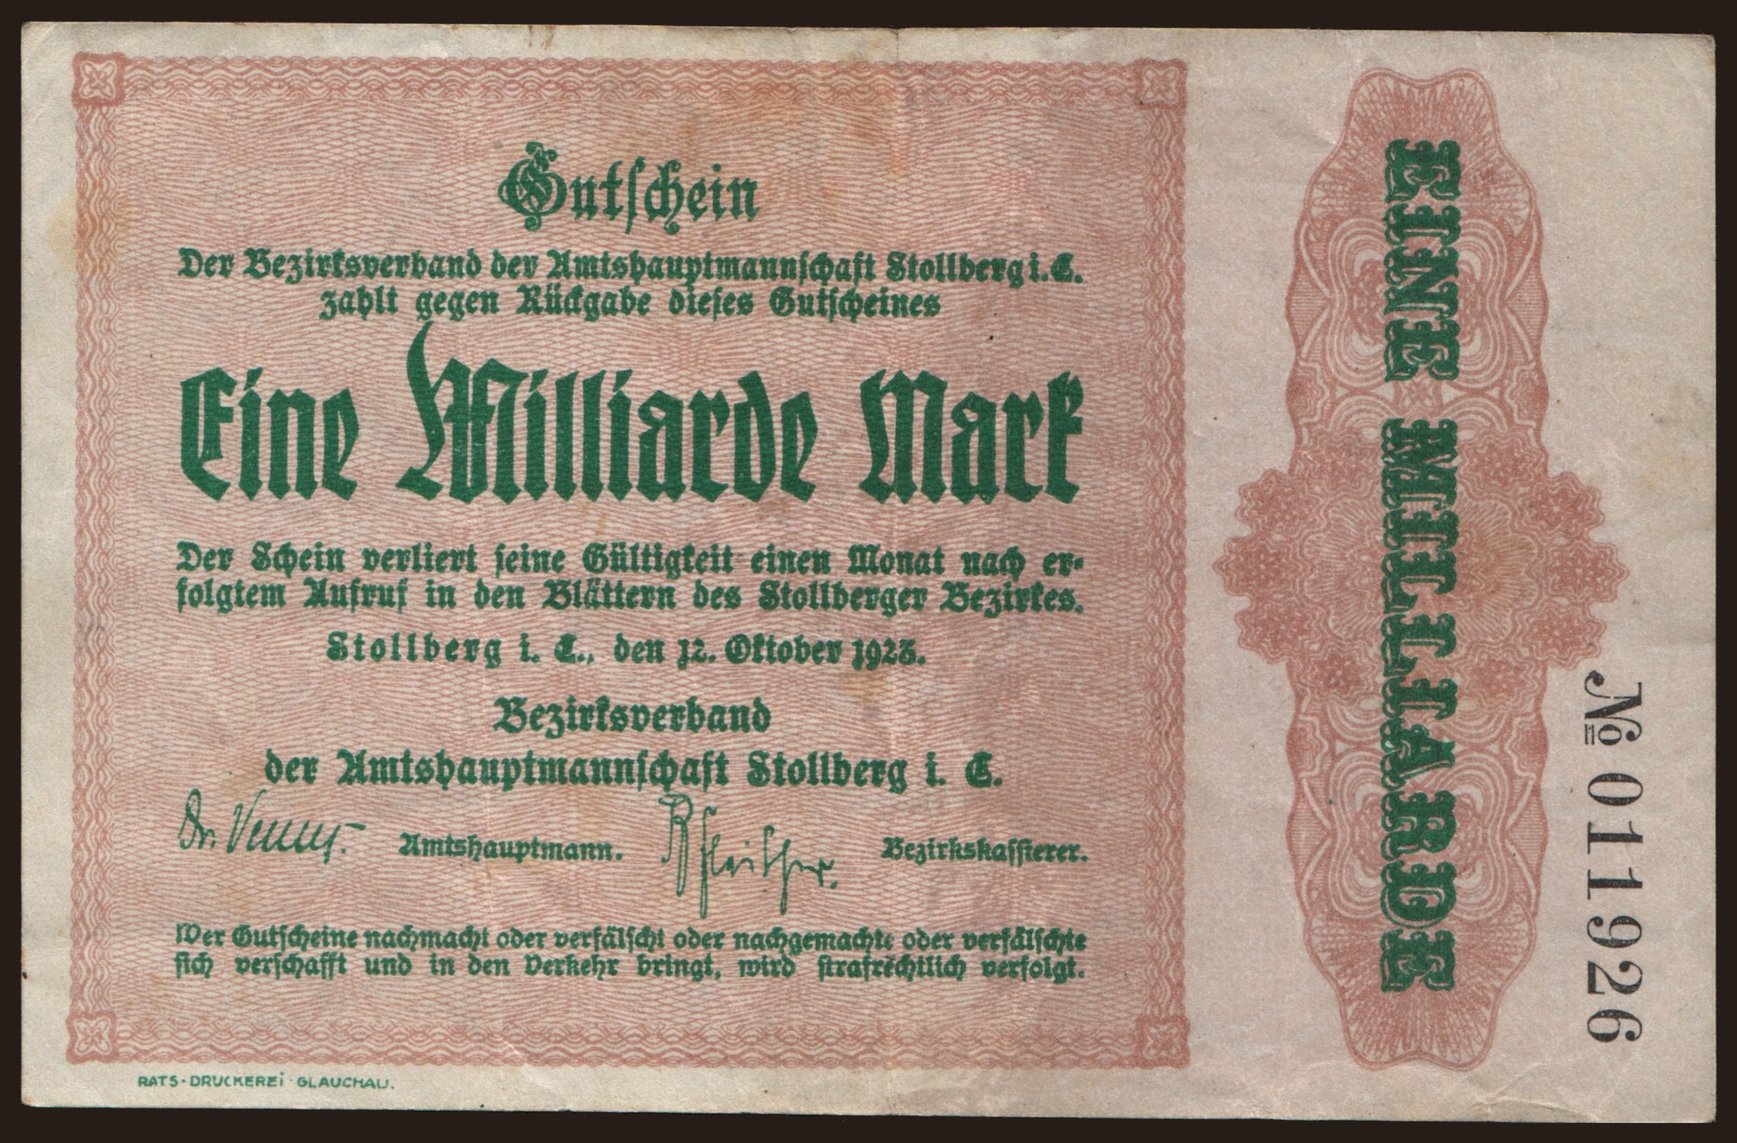 Gutschein
Der Bezirksverband der Amtshauptmannschaft Stollberg i. E.
zahlt gegen Rückgabe dieses Gutscheines
Eine Milliarde Mark
Der Schein verliert seine Gültigkeit einen Monat nach er-
folgtem Aufruf in den Blättern des Stollberger Bezirkes.
Stollberg i. E., den 12. Oktober 1923.
Bezirksverband
der Amtshauptmannschaft Stollberg i. E.
Dr. Amtshauptmann. Bezirkskassierer.
Wer Gutscheine nachmacht oder verfälscht oder nachgemachte oder verfälschte
sich verschafft und in den Verkehr bringt, wird strafrechtlich verfolgt.
RATS-DRUCKEREI GLAUCHAU.
EINE MILLIARDE
№ 011926